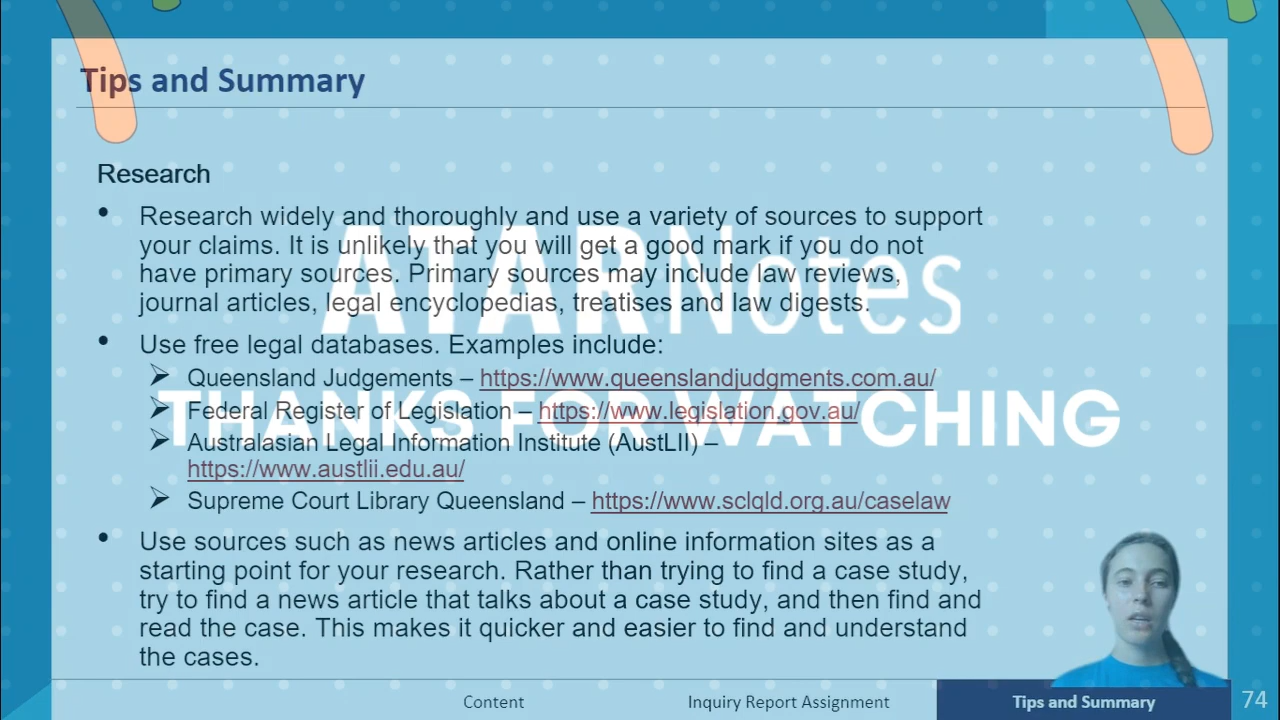 Tips and Summary
Research
• Research widely and thoroughly and use a variety of sources to support
your claims. It is unlikely that you will get a good mark if you do not
have primary sources. Primary sources may include law reviews,
journal articles, legal encyclopedias, treatises and law digests.
ATARNotes
• Use free legal databases. Examples include:
➢ Queensland Judgements – https://www.queenslandjudgments.com.au/
➢ Federal Register of Legislation – https://www.legislation.gov.au/
THANKS FOR WATCHING
➢ Australasian Legal Information Institute (AustLII) –
https://www.austlii.edu.au/
➢ Supreme Court Library Queensland – https://www.sclqld.org.au/caselaw
• Use sources such as news articles and online information sites as a
starting point for your research. Rather than trying to find a case study,
try to find a news article that talks about a case study, and then find and
read the case. This makes it quicker and easier to find and understand
the cases.
Content Inquiry Report Assignment Tips and Summary 74